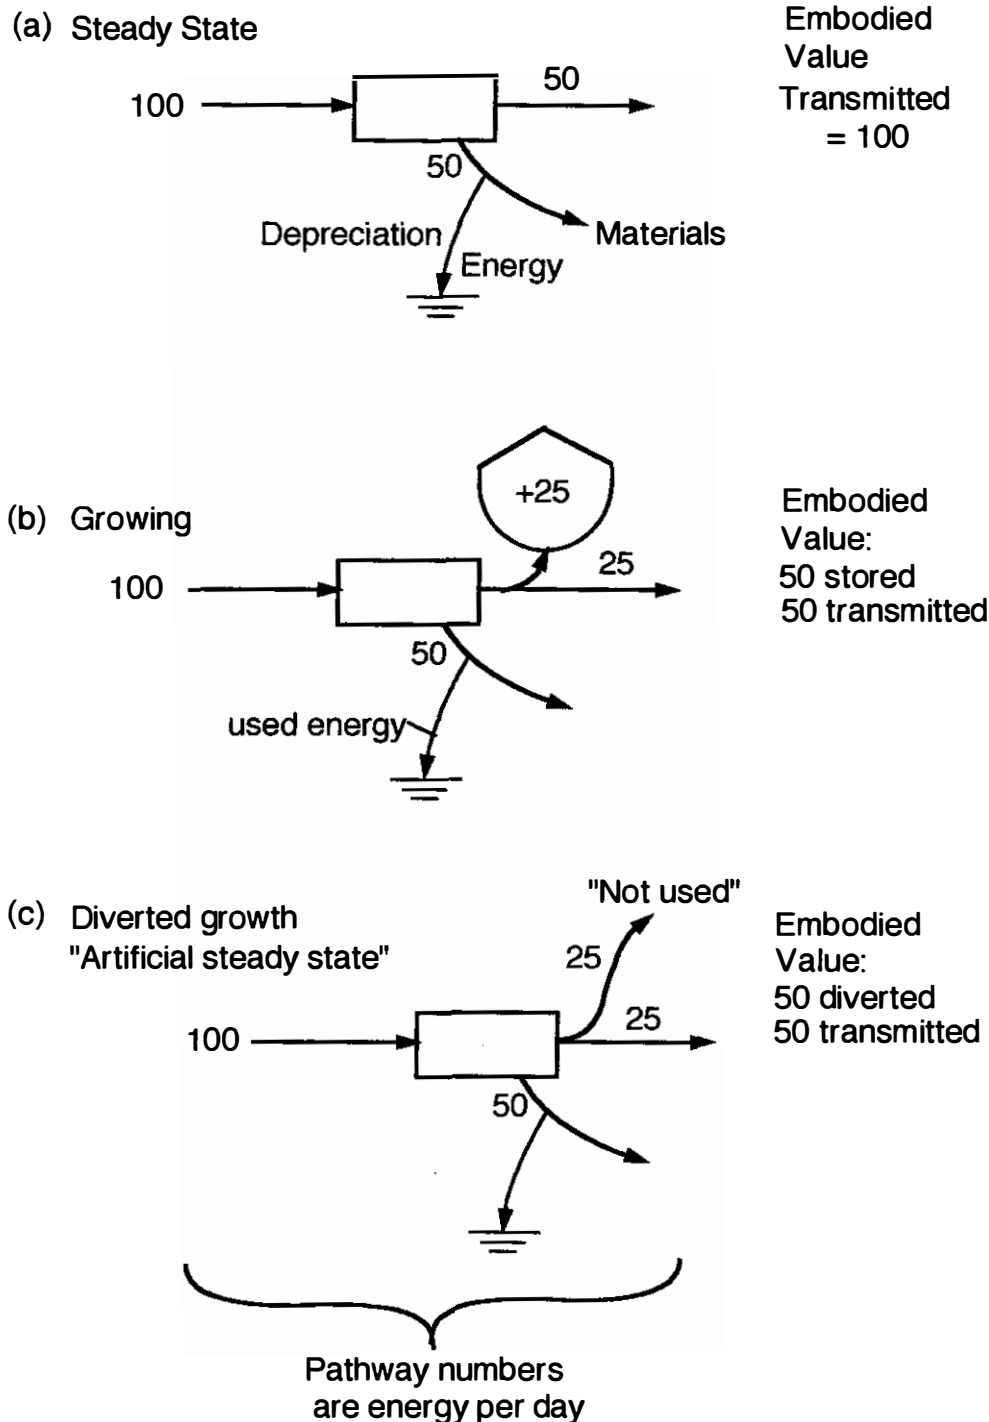 (a) Steady State
Embodied
Value
Transmitted
= 100
100
50
50
Depreciation
Materials
Energy
(b) Growing
+25
Embodied
Value:
50 stored
50 transmitted
100
25
50
used energy
(c) Diverted growth
"Artificial steady state"
"Not used"
Embodied
Value:
50 diverted
50 transmitted
25
25
100
50
Pathway numbers
are energy per day